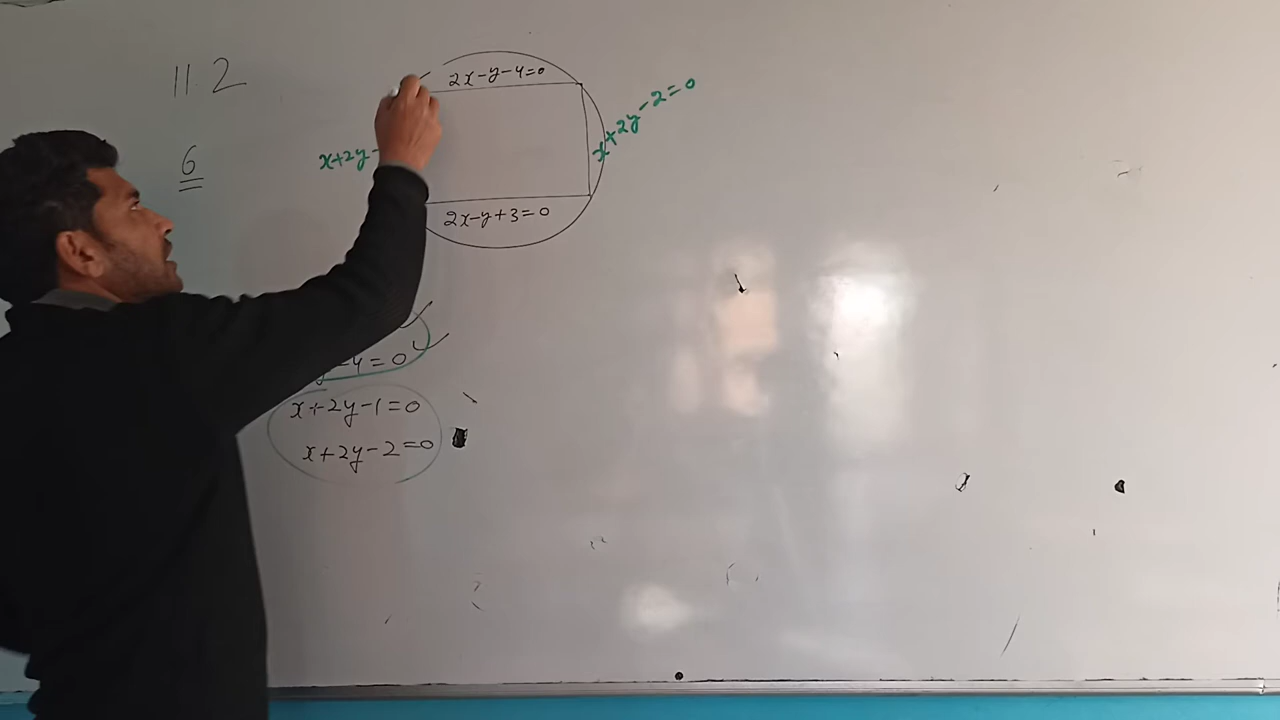 11.2
6
2x-y-4=0
x+2y-
x+2y-2=0
2x-y+3=0
y-4=0
x+2y-1=0
x+2y-2=0